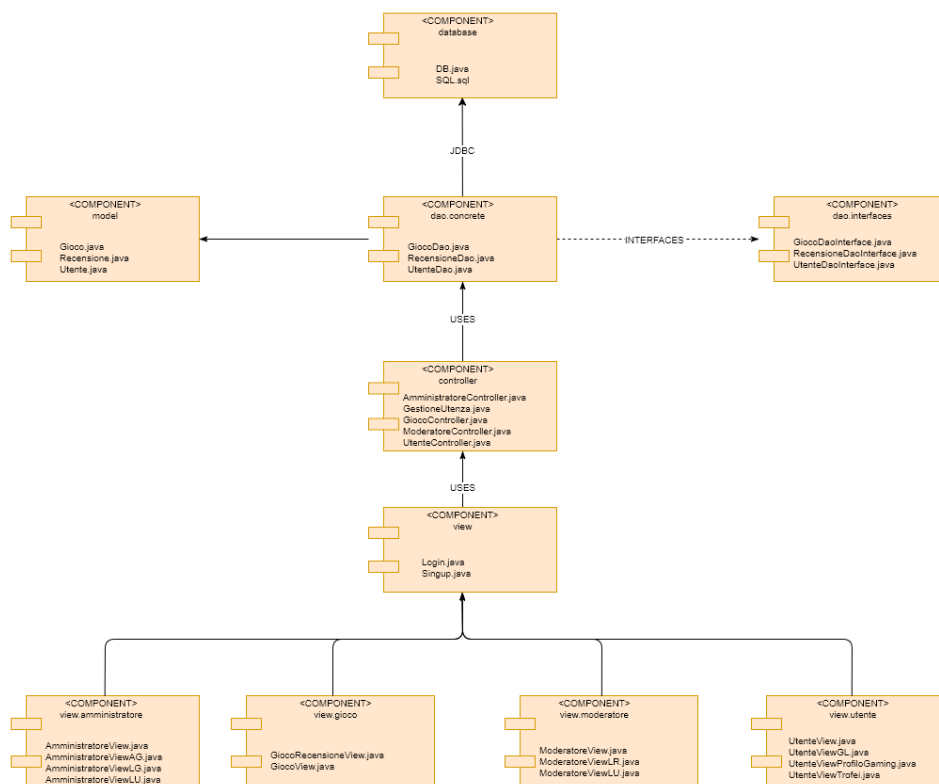 <COMPONENT>
database
DB.java
SQL.sql
JDBC
<COMPONENT>
model
Gioco.java
Recensione.java
Utente.java
<COMPONENT>
dao.concrete
GiocoDao.java
RecensioneDao.java
UtenteDao.java
INTERFACES
<COMPONENT>
dao.interfaces
GiocoDaoInterface.java
RecensioneDaoInterface.java
UtenteDaoInterface.java
USES
<COMPONENT>
controller
AmministratoreController.java
GestioneUtenza.java
GiocoController.java
ModeratoreController.java
UtenteController.java
USES
<COMPONENT>
view
Login.java
Singup.java
<COMPONENT>
view.amministratore
AmministratoreView.java
AmministratoreViewAG.java
AmministratoreViewLG.java
AmministratoreViewLU.java
<COMPONENT>
view.gioco
GiocoRecensioneView.java
GiocoView.java
<COMPONENT>
view.moderatore
ModeratoreView.java
ModeratoreViewLR.java
ModeratoreViewLU.java
<COMPONENT>
view.utente
UtenteView.java
UtenteViewGL.java
UtenteViewProfiloGaming.java
UtenteViewTrofei.java